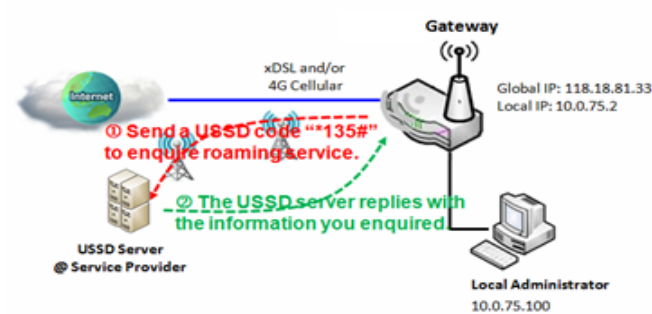 Gateway
Internet
xDSL and/or
4G Cellular
Global IP: 118.18.81.33
Local IP: 10.0.75.2
① Send a USSD code “*135#”
to enquire roaming service.
② The USSD server replies with
the information you enquired.
USSD Server
@ Service Provider
Local Administrator
10.0.75.100